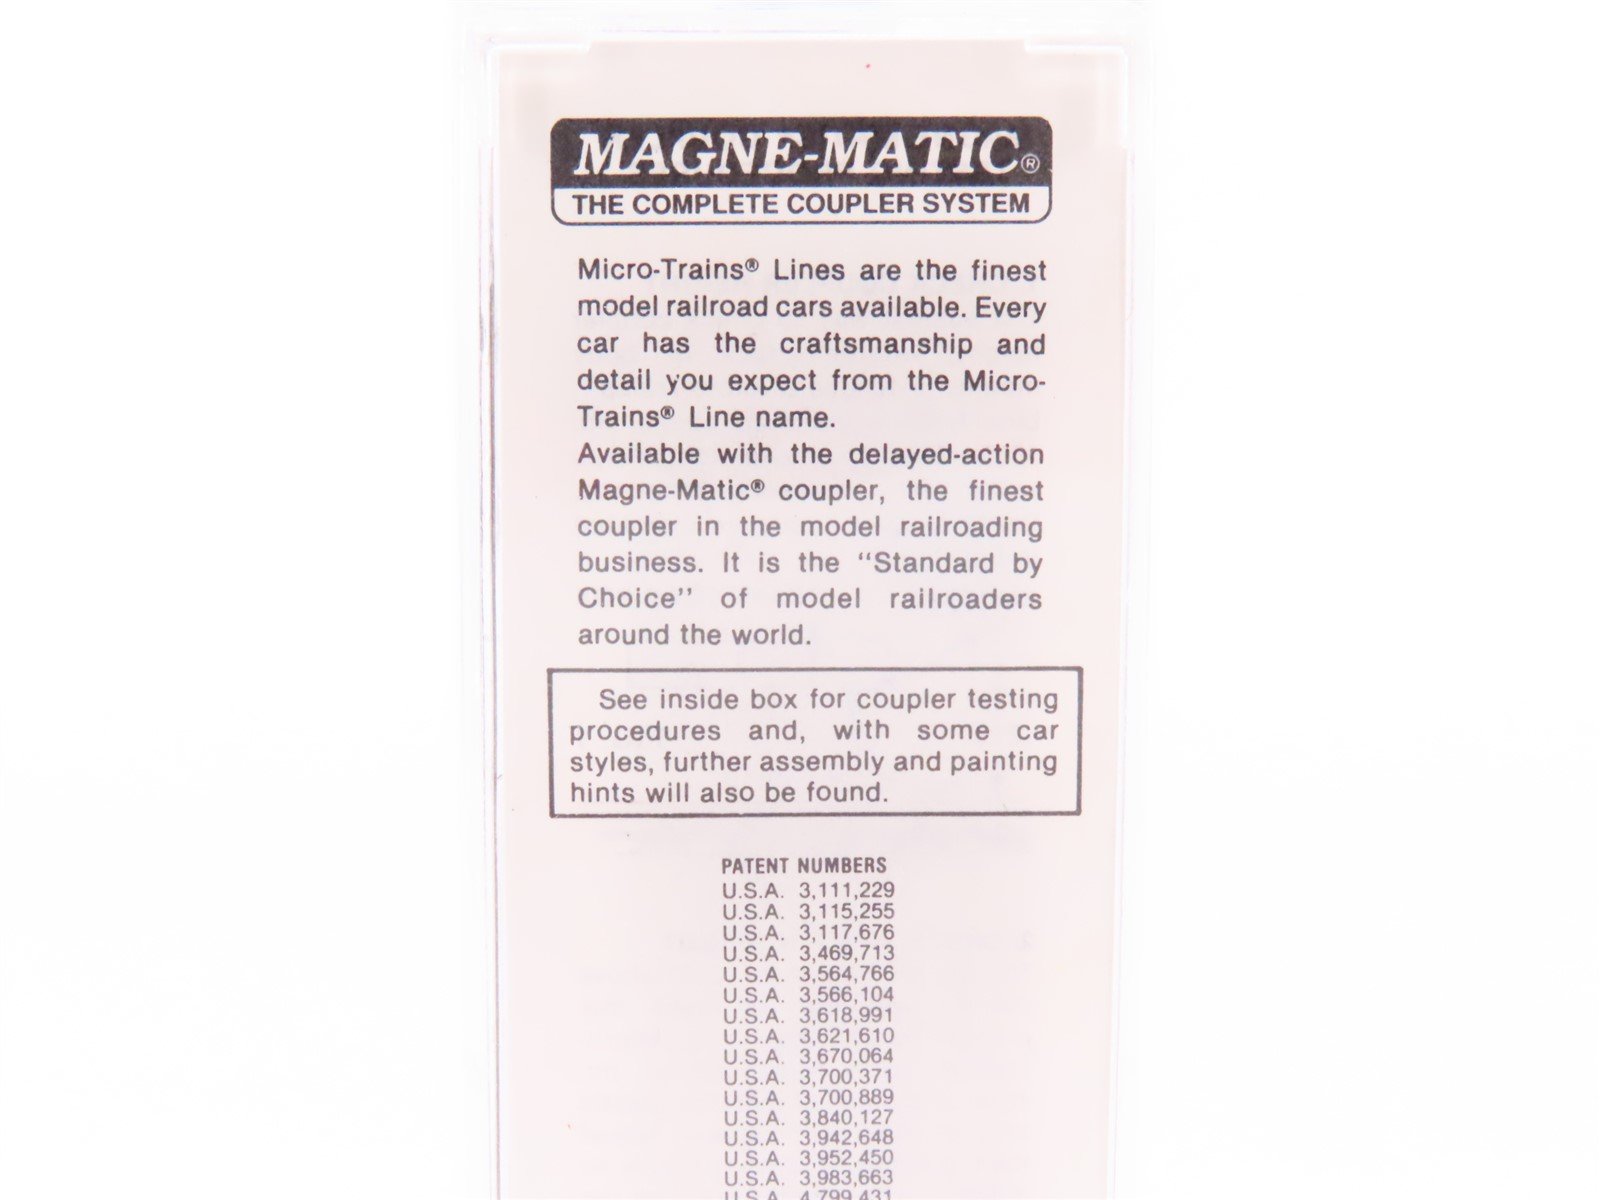 MAGNE-MATIC®
THE COMPLETE COUPLER SYSTEM
Micro-Trains® Lines are the finest
model railroad cars available. Every
car has the craftsmanship and
detail you expect from the Micro-
Trains® Line name.
Available with the delayed-action
Magne-Matic® coupler, the finest
coupler in the model railroading
business. It is the “Standard by
Choice” of model railroaders
around the world.
See inside box for coupler testing
procedures and, with some car
styles, further assembly and painting
hints will also be found.
PATENT NUMBERS
U.S.A. 3,111,229
U.S.A. 3,115,255
U.S.A. 3,117,676
U.S.A. 3,469,713
U.S.A. 3,564,766
U.S.A. 3,566,104
U.S.A. 3,618,991
U.S.A. 3,621,610
U.S.A. 3,670,064
U.S.A. 3,700,371
U.S.A. 3,700,889
U.S.A. 3,840,127
U.S.A. 3,942,648
U.S.A. 3,952,450
U.S.A. 3,983,663
U.S.A. 4,799,431